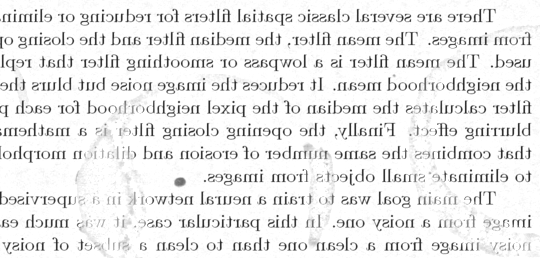 There are several classic spatial filters for reducing or elimin
from images. The mean filter, the median filter and the closing op
used. The mean filter is a lowpass or smoothing filter that repl
the neighborhood mean. It reduces the image noise but blurs the
filter calculates the median of the pixel neighborhood for each p
blurring effect. Finally, the opening closing filter is a mathema
that combines the same number of erosion and dilation morphol
to eliminate small objects from images.
The main goal was to train a neural network in a supervised
image from a noisy one. In this particular case, it was much ea
noisy image from a clean one than to clean a subset of noisy